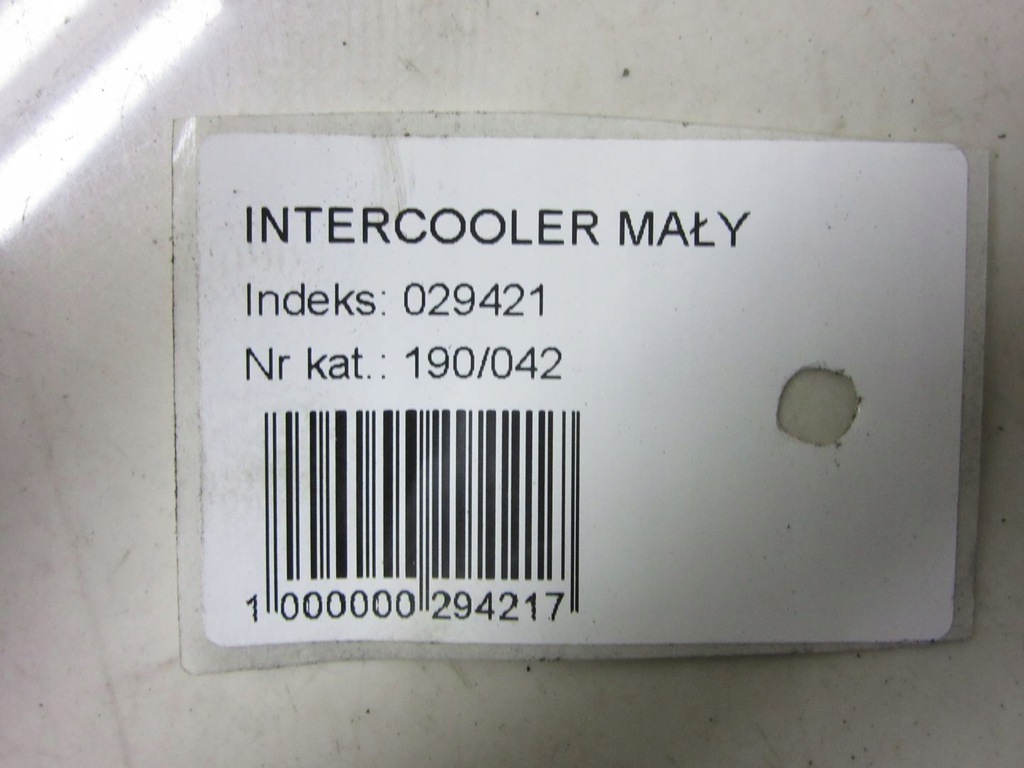 INTERCOOLER MAŁY
Indeks: 029421
Nr kat.: 190/042
1 000000 294217